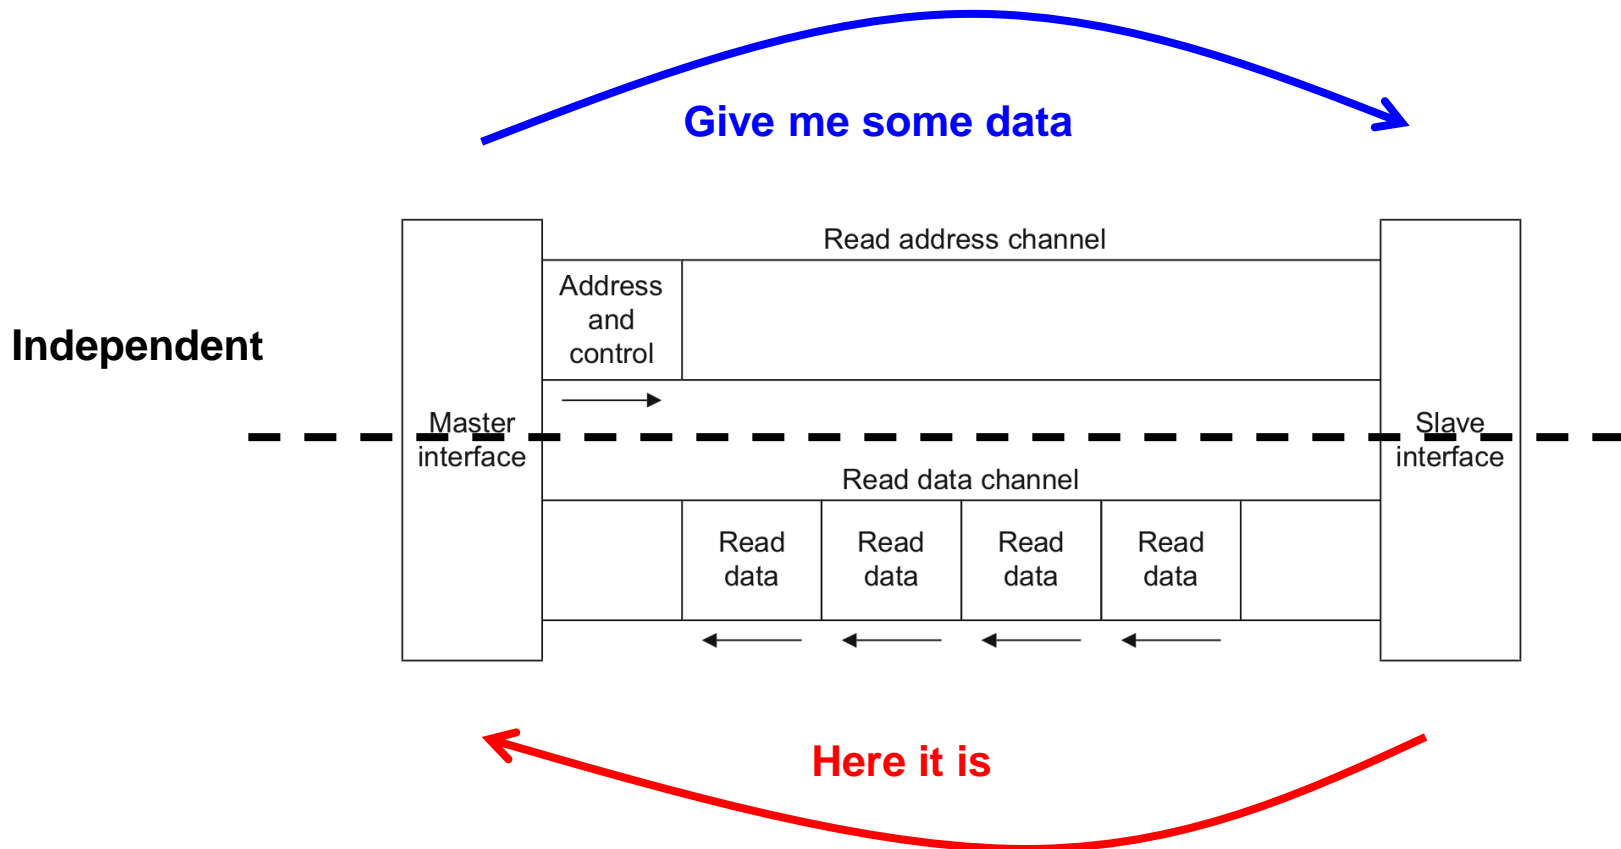 Give me some data
Read address channel
Address
and
control
Independent
Master
interface
Slave
interface
Read data channel
Read
data
Read
data
Read
data
Read
data
Here it is